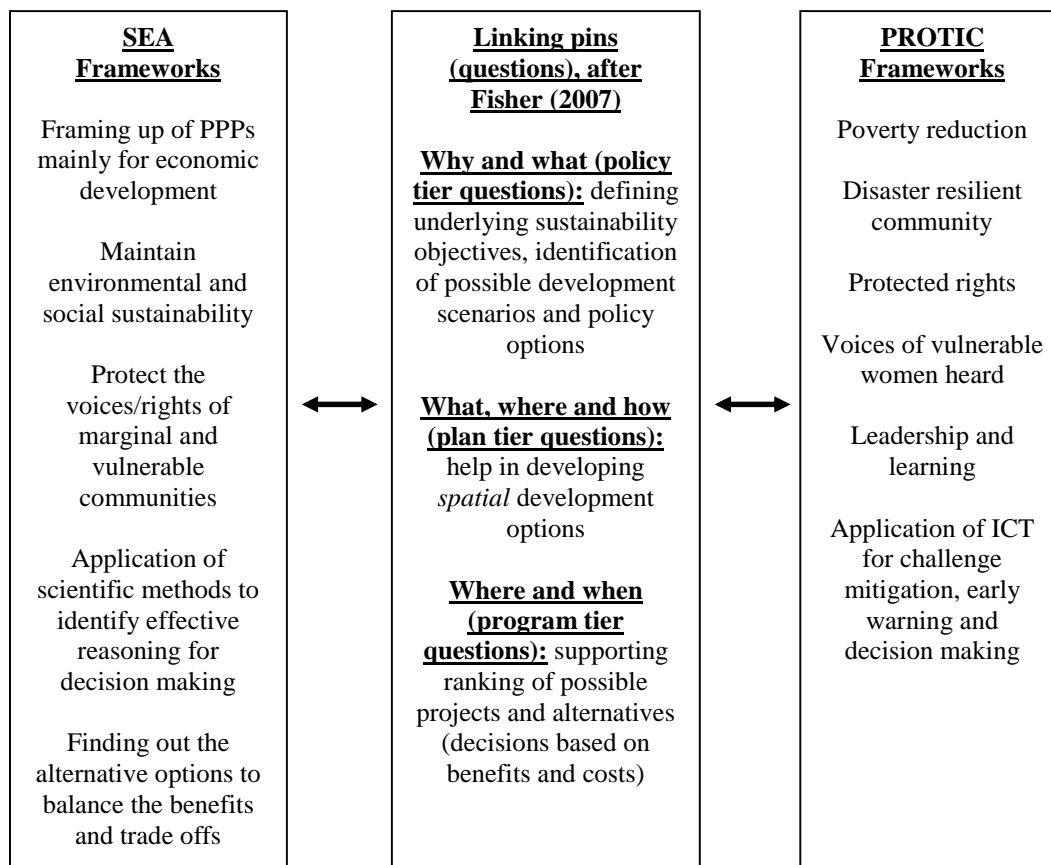 SEA
Frameworks
Framing up of PPPs
mainly for economic
development
Maintain
environmental and
social sustainability
Protect the
voices/rights of
marginal and
vulnerable
communities
Application of
scientific methods to
identify effective
reasoning for
decision making
Finding out the
alternative options to
balance the benefits
and trade offs
Linking pins
(questions), after
Fisher (2007)
Why and what (policy
tier questions): defining
underlying sustainability
objectives, identification
of possible development
scenarios and policy
options
What, where and how
(plan tier questions):
help in developing
spatial development
options
Where and when
(program tier
questions): supporting
ranking of possible
projects and alternatives
(decisions based on
benefits and costs)
PROTIC
Frameworks
Poverty reduction
Disaster resilient
community
Protected rights
Voices of vulnerable
women heard
Leadership and
learning
Application of ICT
for challenge
mitigation, early
warning and
decision making